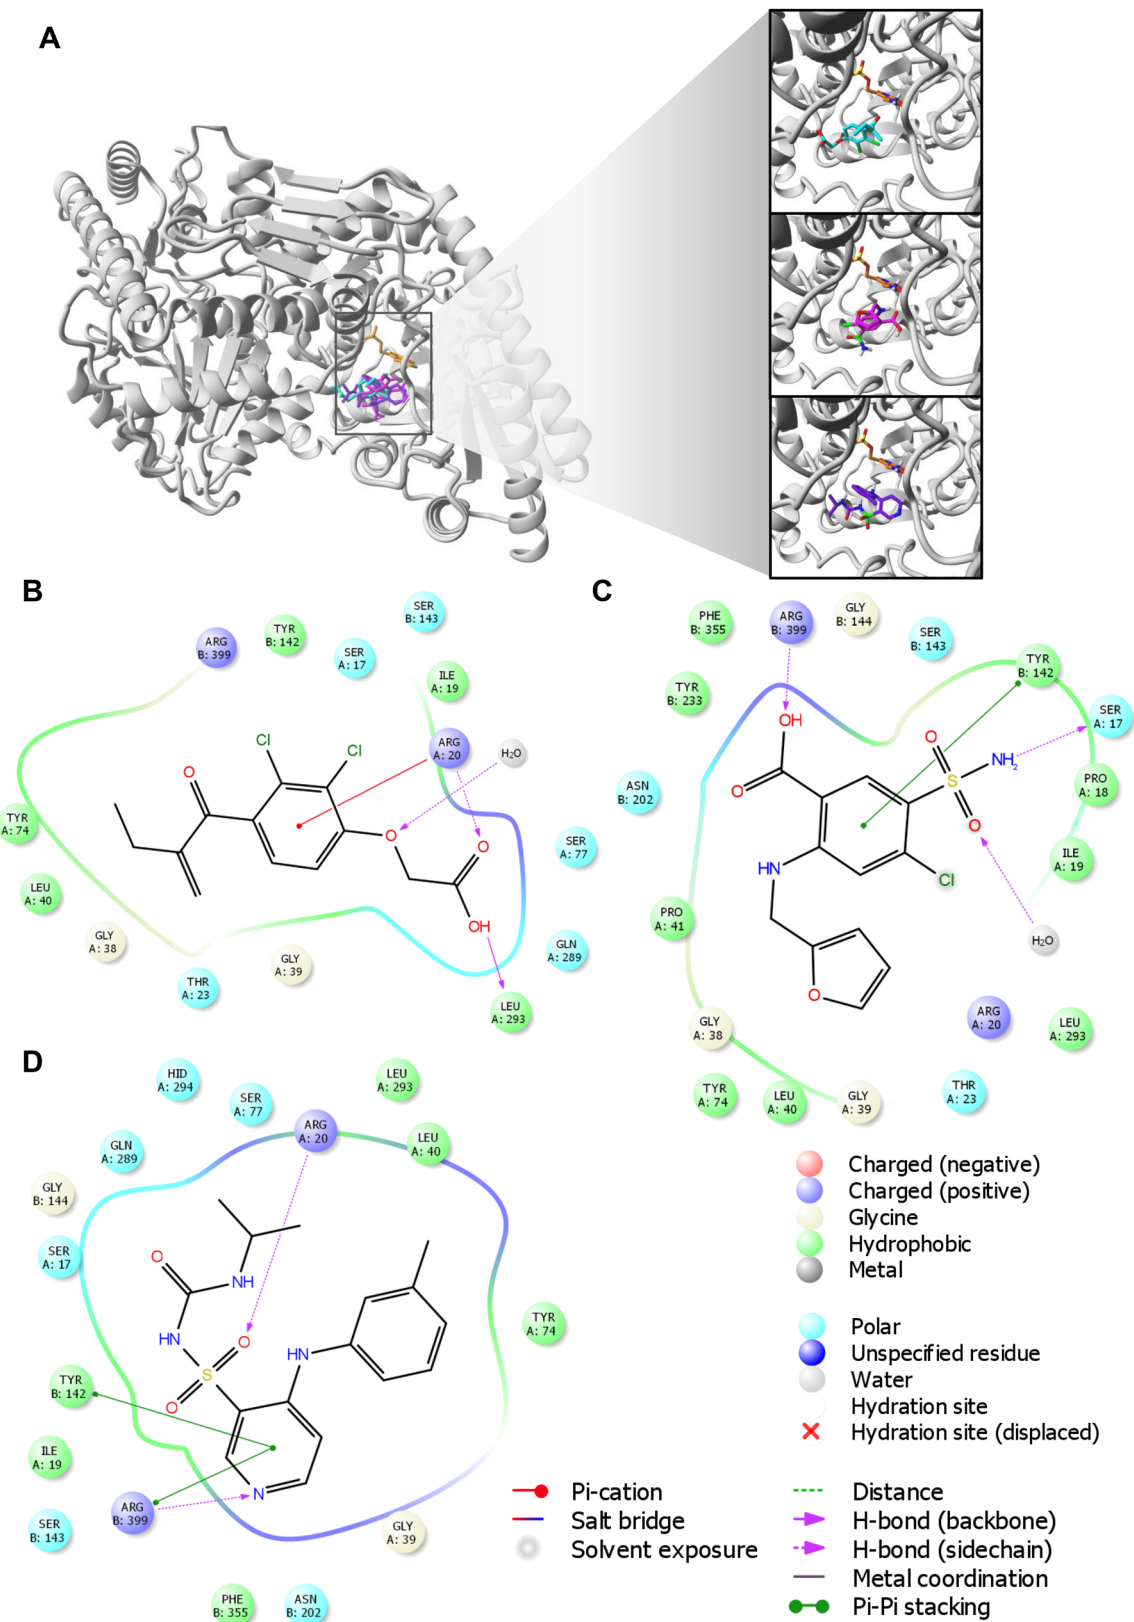 A
B
SER
B: 143
ARG
B: 399
TYR
B: 142
SER
A: 17
ILE
A: 19
ARG
A: 20
H₂O
Cl
Cl
O
O
O
OH
TYR
A: 74
LEU
A: 40
GLY
A: 38
THR
A: 23
GLY
A: 39
SER
A: 77
GLN
A: 289
LEU
A: 293
C
PHE
B: 355
ARG
B: 399
GLY
B: 144
SER
B: 143
TYR
B: 142
SER
A: 17
TYR
B: 233
OH
O
O
S
NH₂
O
PRO
A: 18
ASN
B: 202
ILE
A: 19
HN
Cl
PRO
A: 41
H₂O
O
GLY
A: 38
ARG
A: 20
LEU
A: 293
TYR
A: 74
LEU
A: 40
GLY
A: 39
THR
A: 23
D
HID
A: 294
SER
A: 77
ARG
A: 20
LEU
A: 293
LEU
A: 40
GLN
A: 289
GLY
B: 144
SER
A: 17
O
NH
HN
O
S
O
HN
N
TYR
A: 74
TYR
B: 142
ILE
A: 19
SER
B: 143
ARG
B: 399
GLY
A: 39
PHE
B: 355
ASN
B: 202
Charged (negative)
Charged (positive)
Glycine
Hydrophobic
Metal
Polar
Unspecified residue
Water
Hydration site
Hydration site (displaced)
Pi-cation
Salt bridge
Solvent exposure
Distance
H-bond (backbone)
H-bond (sidechain)
Metal coordination
Pi-Pi stacking